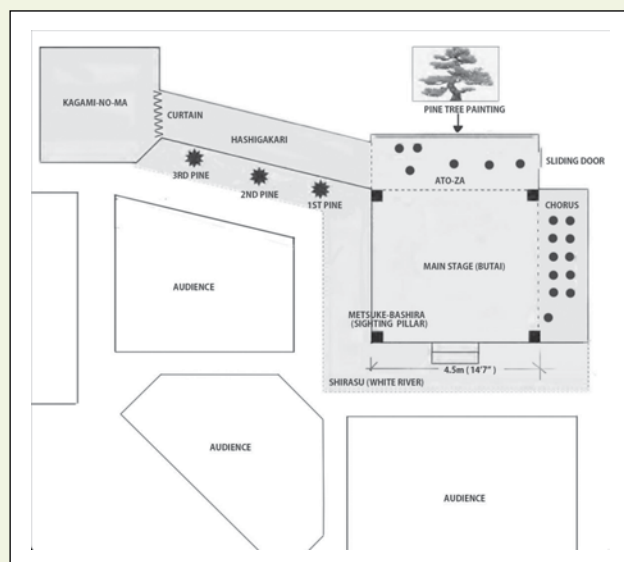 KAGAMI-NO-MA
CURTAIN
HASHIGAKARI
PINE TREE PAINTING
SLIDING DOOR
ATO-ZA
3RD PINE
2ND PINE
1ST PINE
CHORUS
MAIN STAGE (BUTAI)
AUDIENCE
METSUKE-BASHIRA
(SIGHTING PILLAR)
4.5m (14'7")
SHIRASU (WHITE RIVER)
AUDIENCE
AUDIENCE